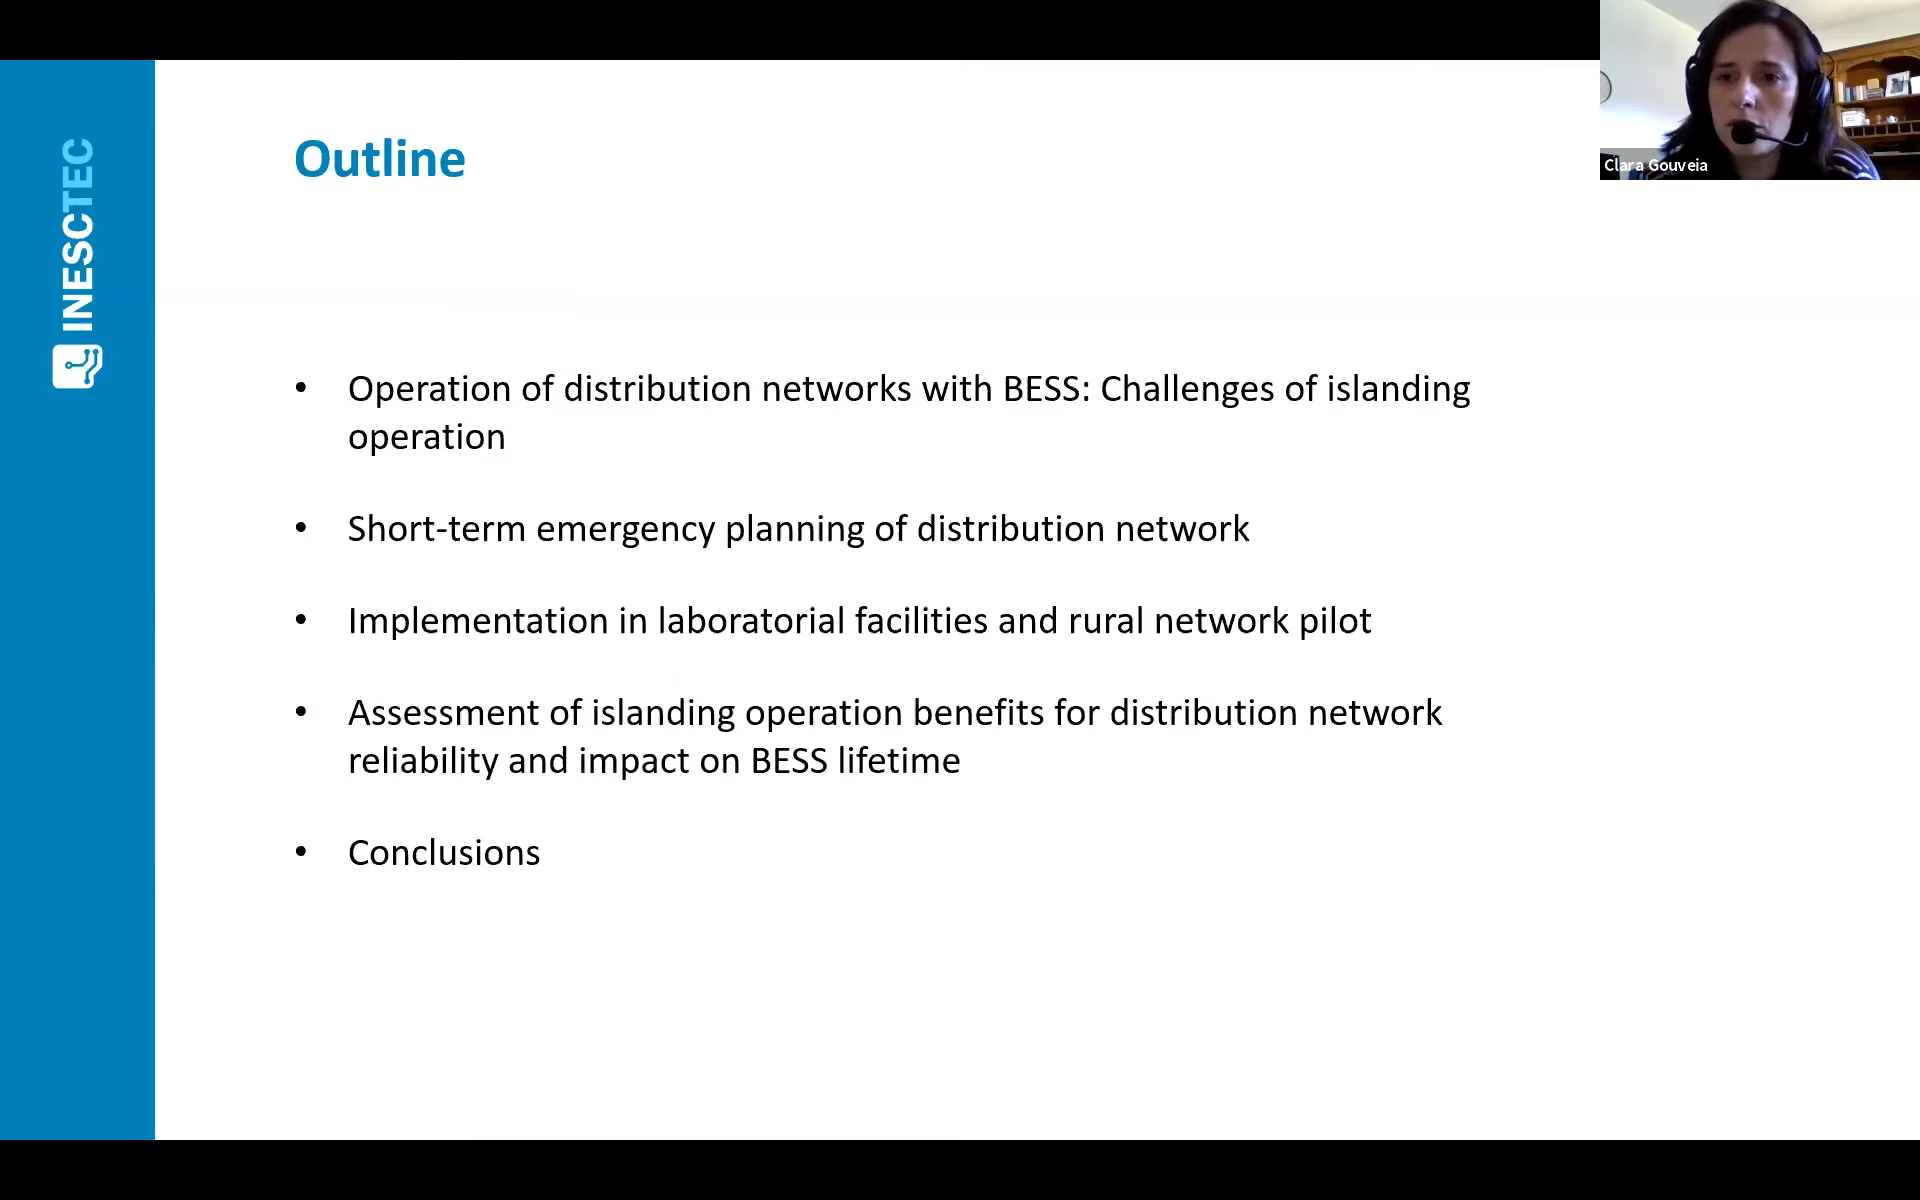 INESCTEC
Outline
Clara Gouveia
• Operation of distribution networks with BESS: Challenges of islanding
operation
• Short-term emergency planning of distribution network
• Implementation in laboratorial facilities and rural network pilot
• Assessment of islanding operation benefits for distribution network
reliability and impact on BESS lifetime
• Conclusions